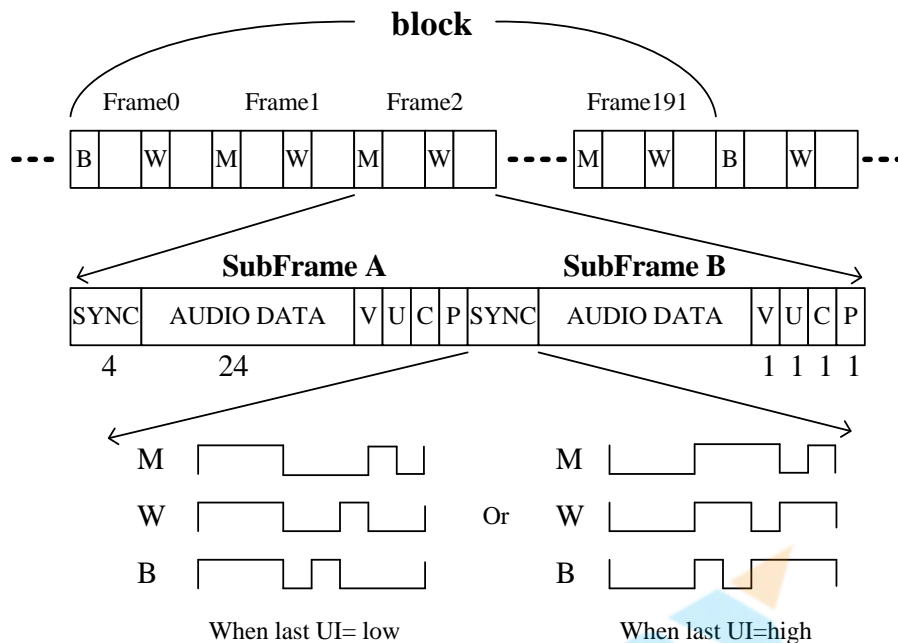 block
Frame0 Frame1 Frame2 Frame191
B W M W M W M W B W
SubFrame A SubFrame B
SYNC AUDIO DATA V U C P SYNC AUDIO DATA V U C P
4 24 1 1 1 1
M M
W Or W
B B
When last UI= low When last UI=high